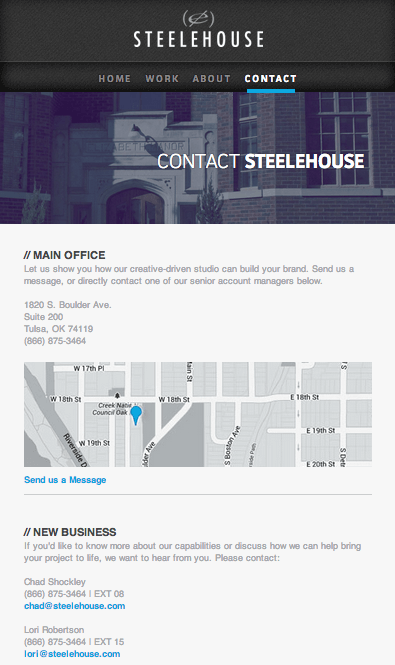 STEELEHOUSE
HOME WORK ABOUT CONTACT
CONTACT STEELEHOUSE
// MAIN OFFICE
Let us show you how our creative-driven studio can build your brand. Send us a
message, or directly contact one of our senior account managers below.
1820 S. Boulder Ave.
Suite 200
Tulsa, OK 74119
(866) 875-3464
W 17th Pl
Main St
W 18th St
W 18th St
E 18th St
Creek Natio
Council Oak
E 19th St
W 19th St
Riverside D
lder Ave
S Boston Ave
E 20th St
S Det
Send us a Message
// NEW BUSINESS
If you'd like to know more about our capabilities or discuss how we can help bring
your project to life, we want to hear from you. Please contact:
Chad Shockley
(866) 875-3464 | EXT 08
chad@steelehouse.com
Lori Robertson
(866) 875-3464 | EXT 15
lori@steelehouse.com